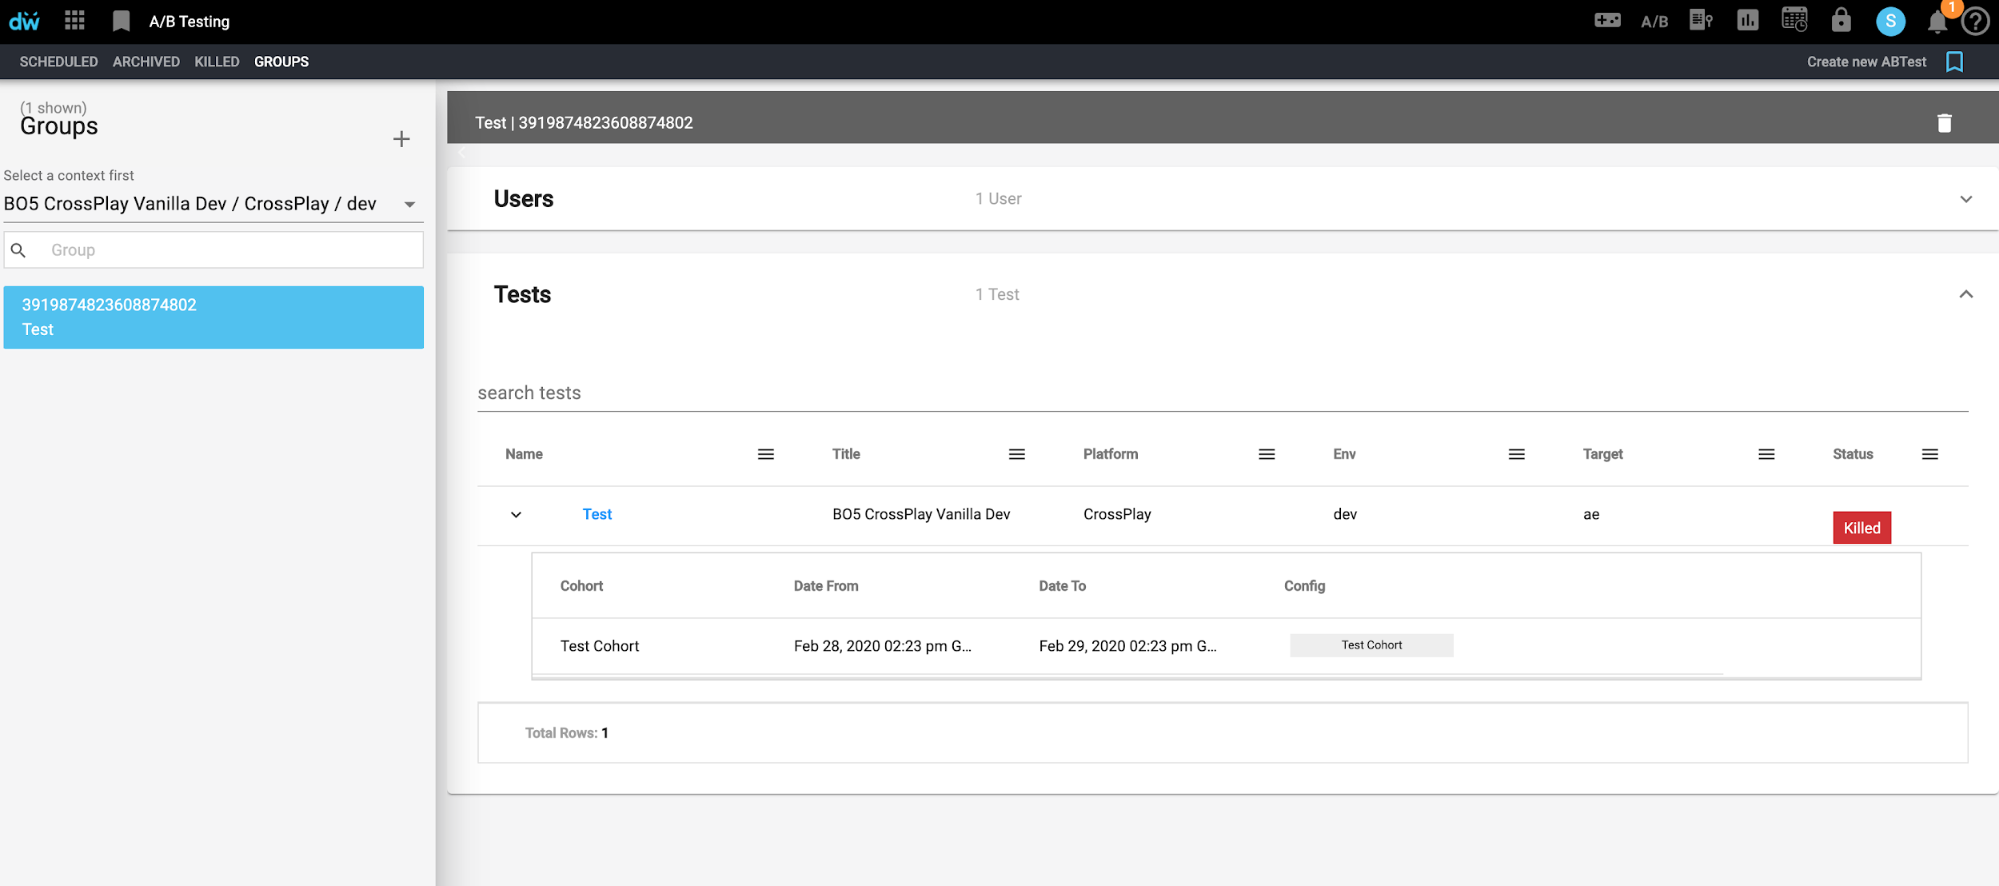 dw A/B Testing A/B S 1 ?
SCHEDULED ARCHIVED KILLED GROUPS Create new ABTest
(1 shown)
Groups
+
Select a context first
BO5 CrossPlay Vanilla Dev / CrossPlay / dev
Group
3919874823608874802
Test
Test | 3919874823608874802
Users 1 User
Tests 1 Test
search tests
Name Title Platform Env Target Status
Test BO5 CrossPlay Vanilla Dev CrossPlay dev ae Killed
Cohort Date From Date To Config
Test Cohort Feb 28, 2020 02:23 pm G... Feb 29, 2020 02:23 pm G... Test Cohort
Total Rows: 1